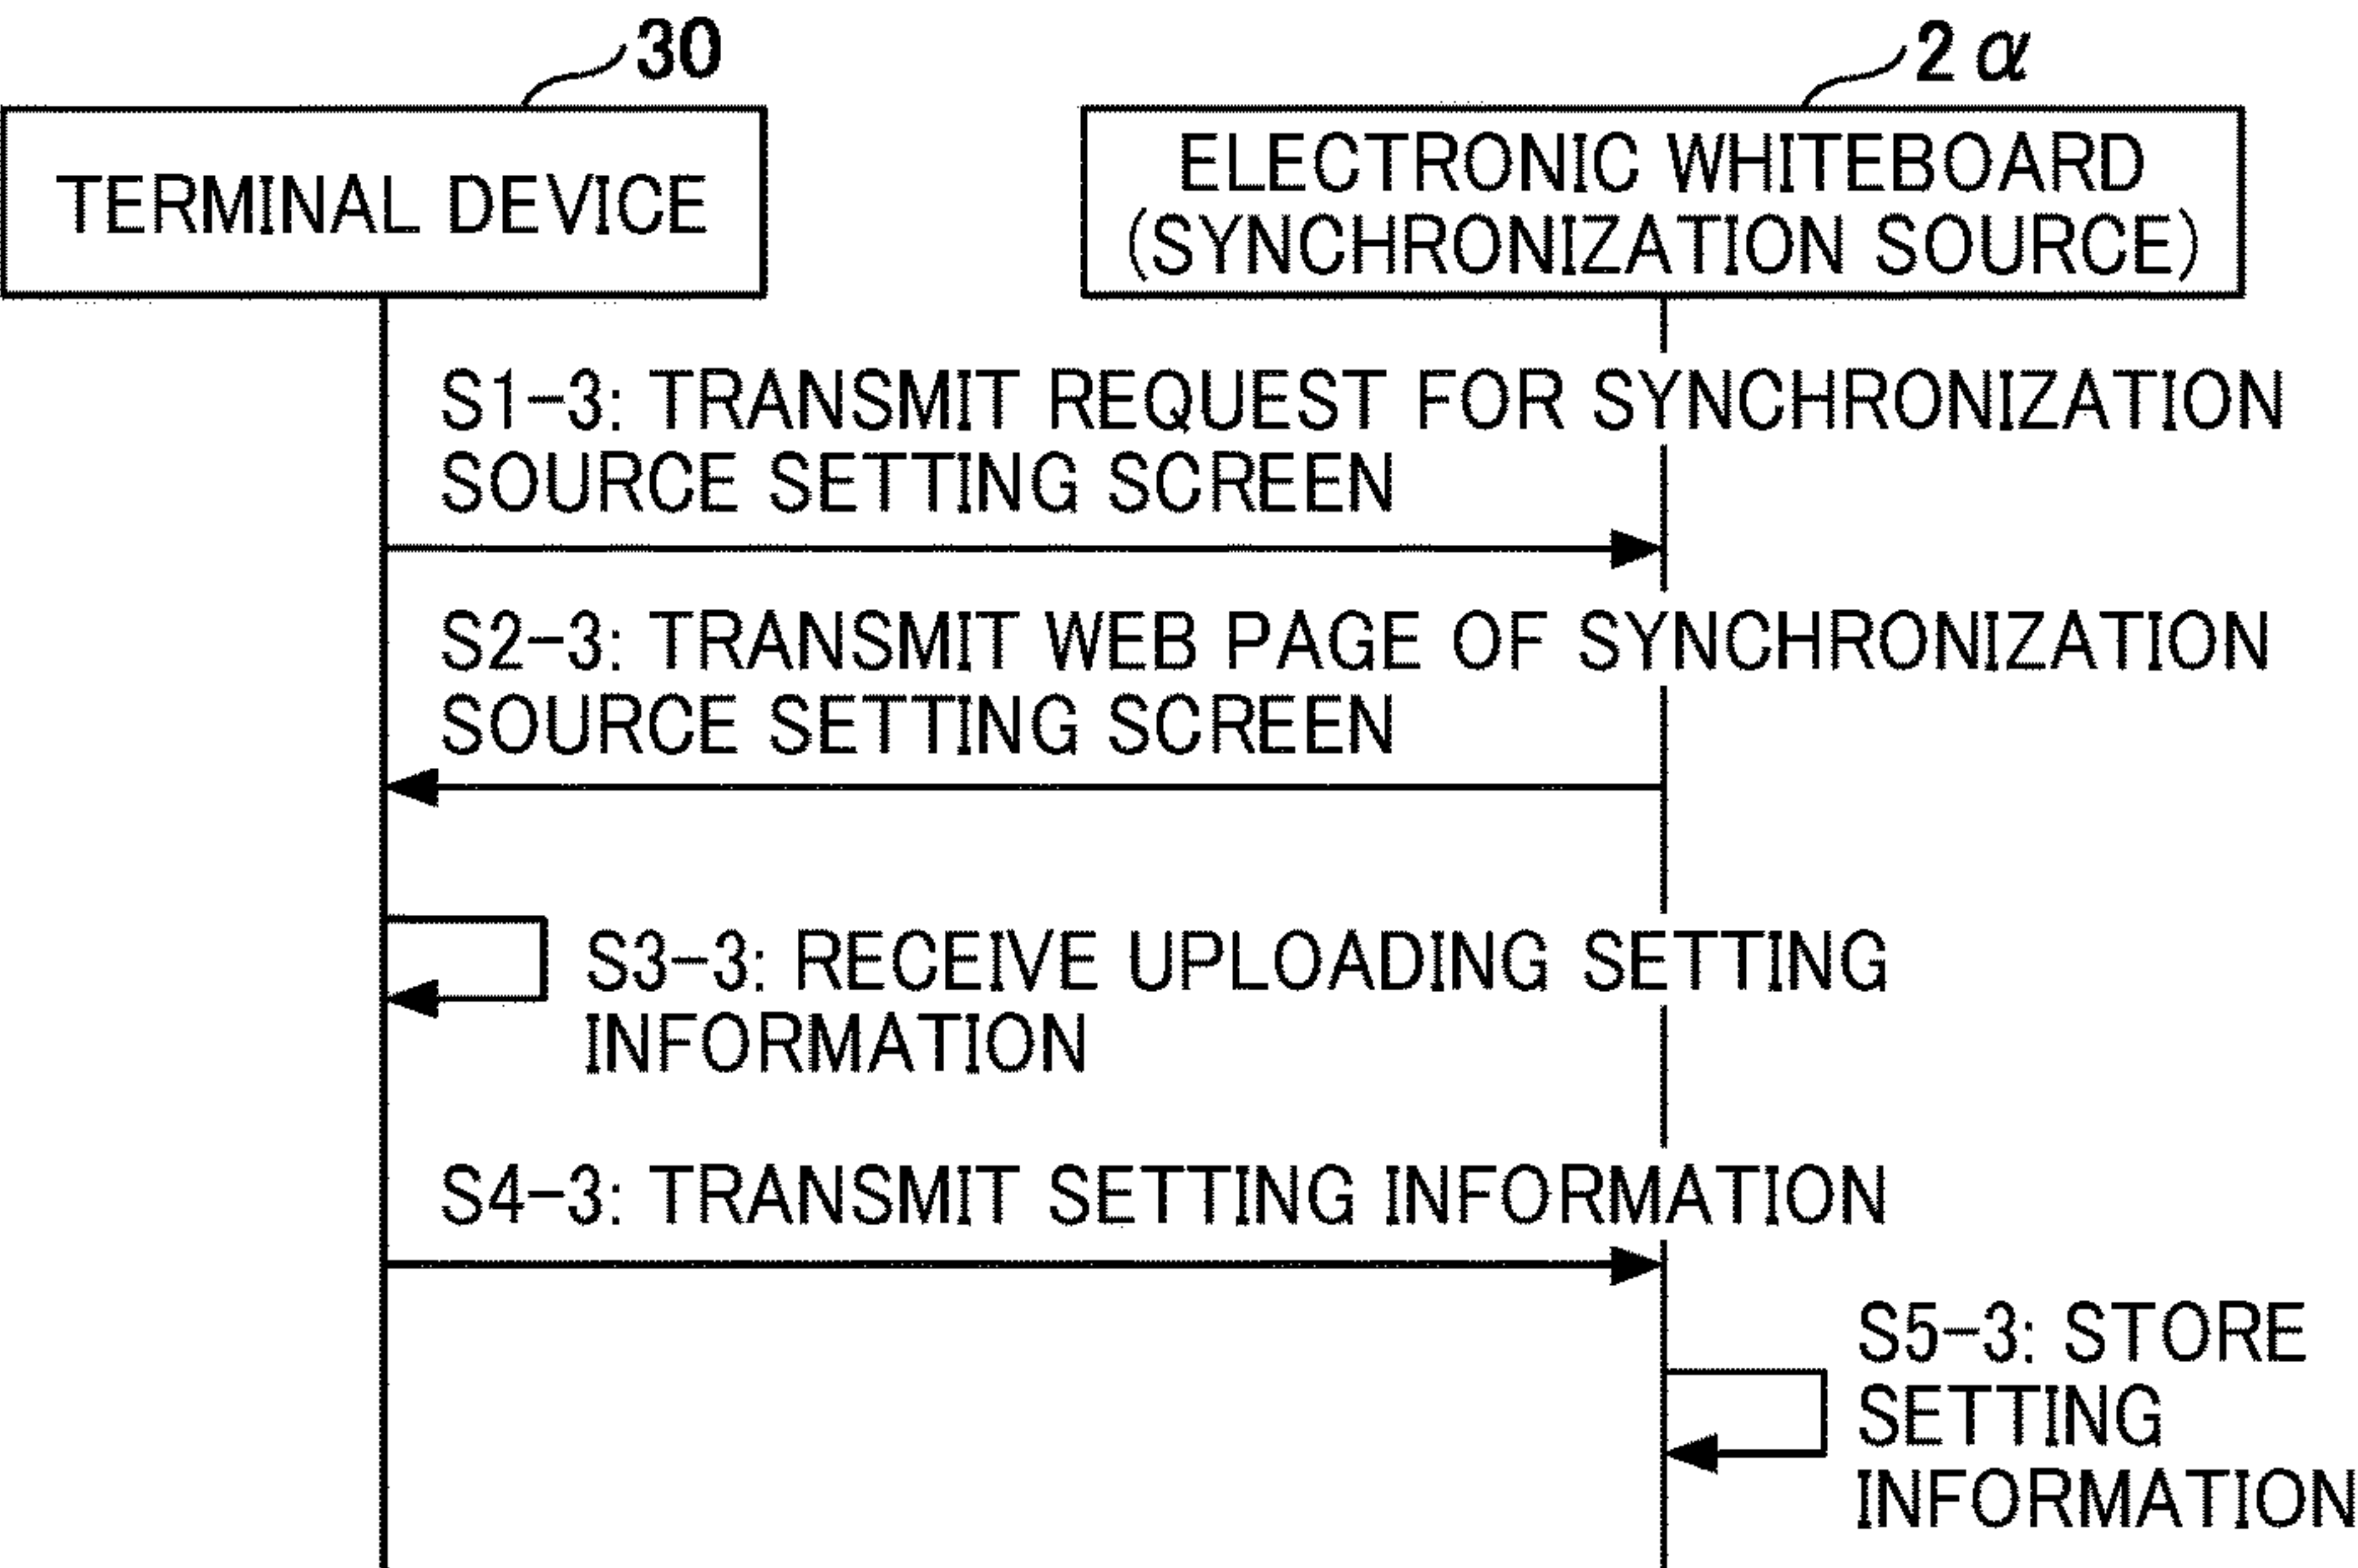 30
2α
TERMINAL DEVICE
ELECTRONIC WHITEBOARD
(SYNCHRONIZATION SOURCE)
S1-3: TRANSMIT REQUEST FOR SYNCHRONIZATION
SOURCE SETTING SCREEN
S2-3: TRANSMIT WEB PAGE OF SYNCHRONIZATION
SOURCE SETTING SCREEN
S3-3: RECEIVE UPLOADING SETTING
INFORMATION
S4-3: TRANSMIT SETTING INFORMATION
S5-3: STORE
SETTING
INFORMATION